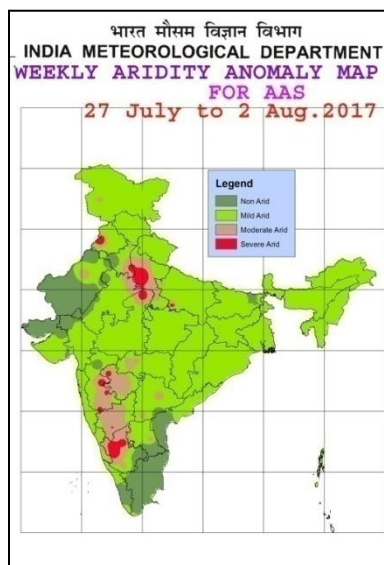 भारत मौसम विज्ञान विभाग
INDIA METEOROLOGICAL DEPARTMENT
WEEKLY ARIDITY ANOMALY MAP
FOR AAS
27 July to 2 Aug.2017
Legend
Non Arid
Mild Arid
Moderate Arid
Severe Arid